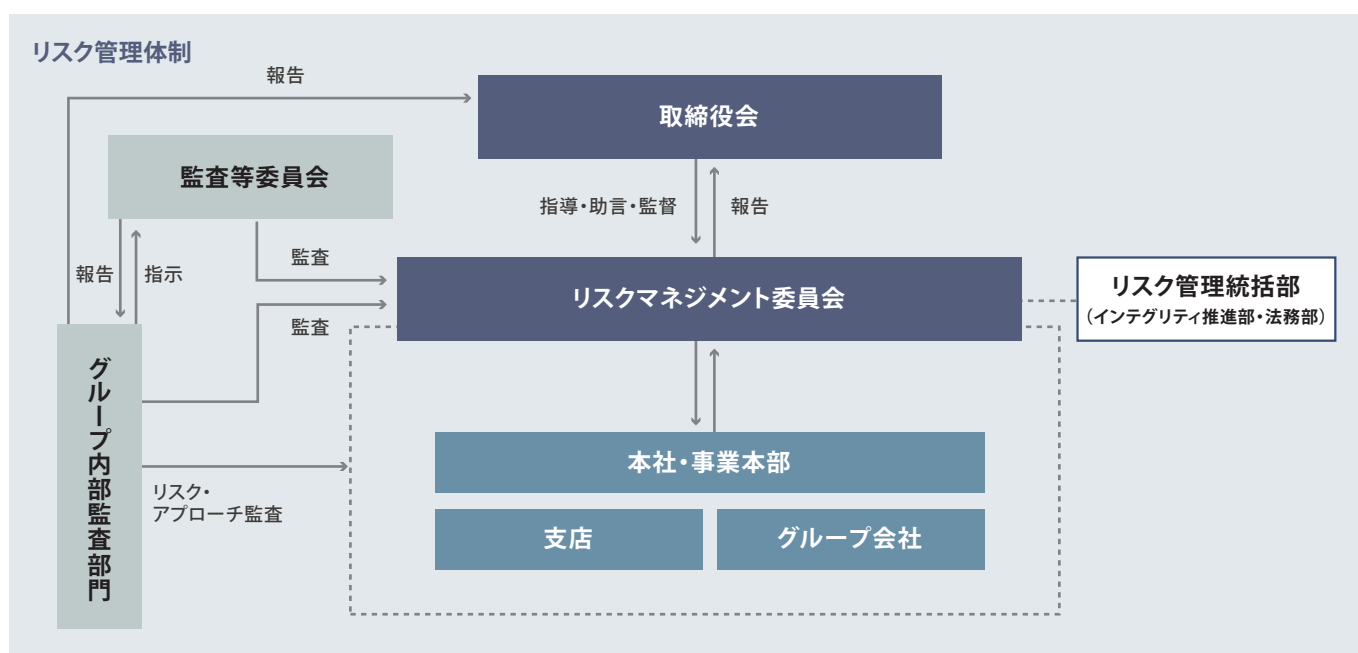 リスク管理体制
報告
取締役会
監査等委員会
指導・助言・監督
報告
報告
指示
監査
リスクマネジメント委員会
リスク管理統括部
（インテグリティ推進部・法務部）
監査
グループ内部監査部門
本社・事業本部
リスク・
アプローチ監査
支店
グループ会社